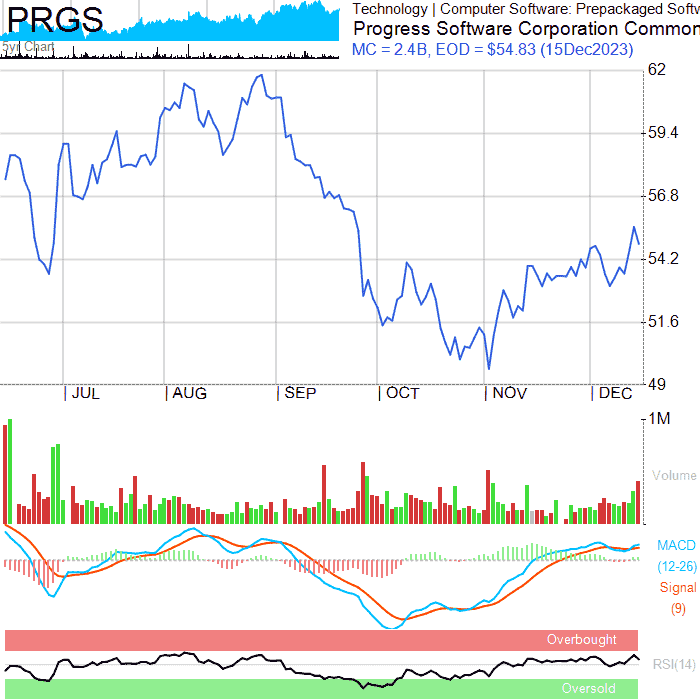 PRGS
5yr Chart
Technology | Computer Software: Prepackaged Softw
Progress Software Corporation Common
MC = 2.4B, EOD = $54.83 (15Dec2023)
62
59.4
56.8
54.2
51.6
49
JUL
AUG
SEP
OCT
NOV
DEC
1M
Volume
MACD
(12-26)
Signal
(9)
Overbought
RSI(14)
Oversold